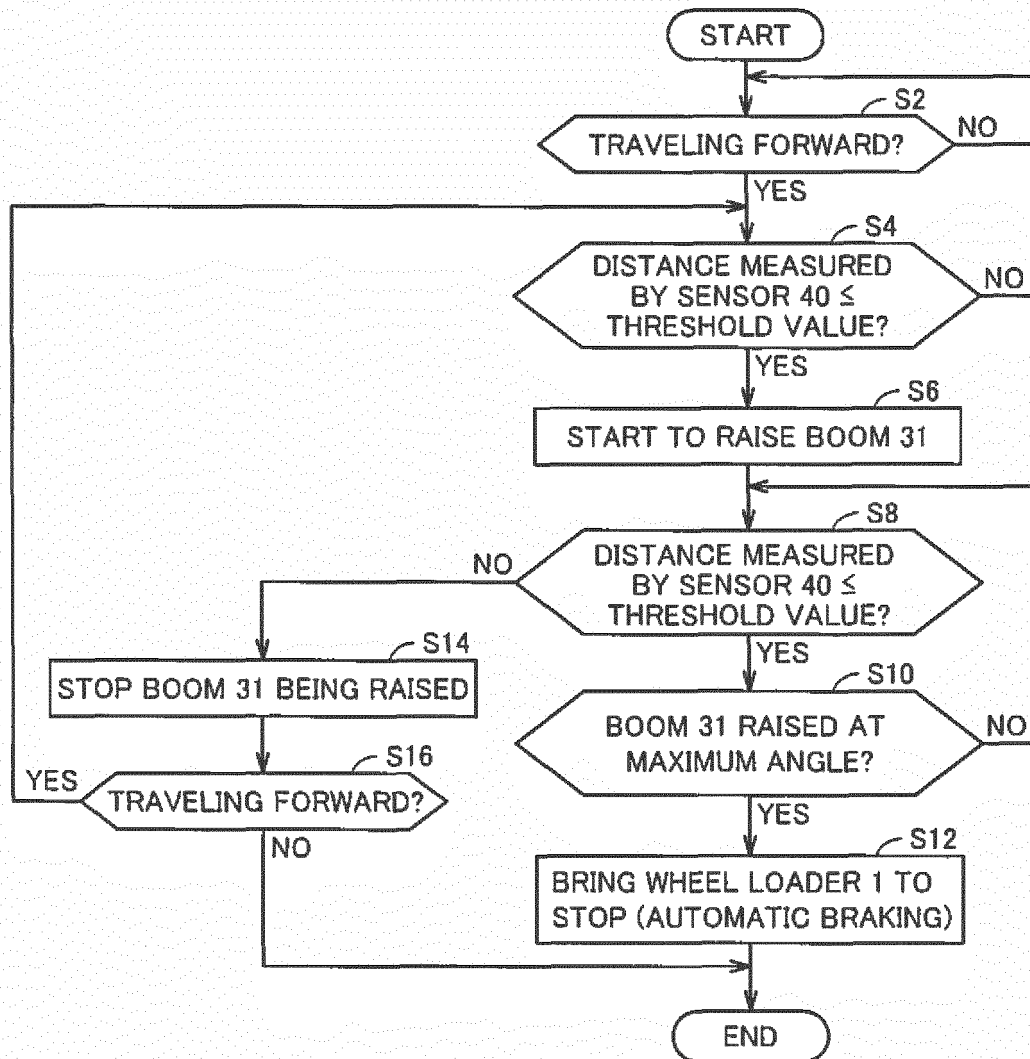 START
S2
TRAVELING FORWARD?
NO
YES
S4
DISTANCE MEASURED
BY SENSOR 40 ≤
THRESHOLD VALUE?
NO
YES
S6
START TO RAISE BOOM 31
S8
DISTANCE MEASURED
BY SENSOR 40 ≤
THRESHOLD VALUE?
NO
YES
S14
STOP BOOM 31 BEING RAISED
S10
BOOM 31 RAISED AT
MAXIMUM ANGLE?
NO
YES
S16
TRAVELING FORWARD?
YES
NO
S12
BRING WHEEL LOADER 1 TO
STOP (AUTOMATIC BRAKING)
END